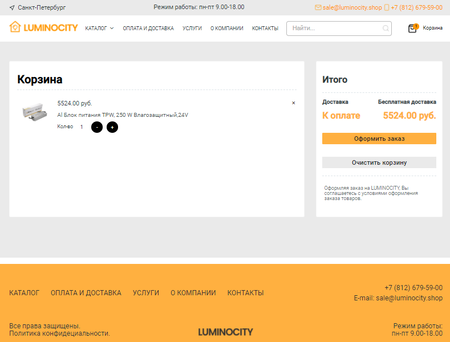 Санкт-Петербург
Режим работы: пн-пт 9.00-18.00
sale@luminocity.shop
+7 (812) 679-59-00
LUMINOCITY
КАТАЛОГ
ОПЛАТА И ДОСТАВКА
УСЛУГИ
О КОМПАНИИ
КОНТАКТЫ
Найти...
Корзина
Корзина
5524.00 руб.
×
Al Блок питания TPW, 250 W Влагозащитный,24V
Кол-во 1 - +
Итого
Доставка
Бесплатная доставка
К оплате
5524.00 руб.
Оформить заказ
Очистить корзину
Оформляя заказ на LUMINOCITY, Вы
соглашаетесь с условиями оформления
заказа товаров.
КАТАЛОГ
ОПЛАТА И ДОСТАВКА
УСЛУГИ
О КОМПАНИИ
КОНТАКТЫ
+7 (812) 679-59-00
E-mail: sale@luminocity.shop
Все права защищены.
Политика конфидециальности.
LUMINOCITY
Режим работы:
пн-пт 9.00-18.00